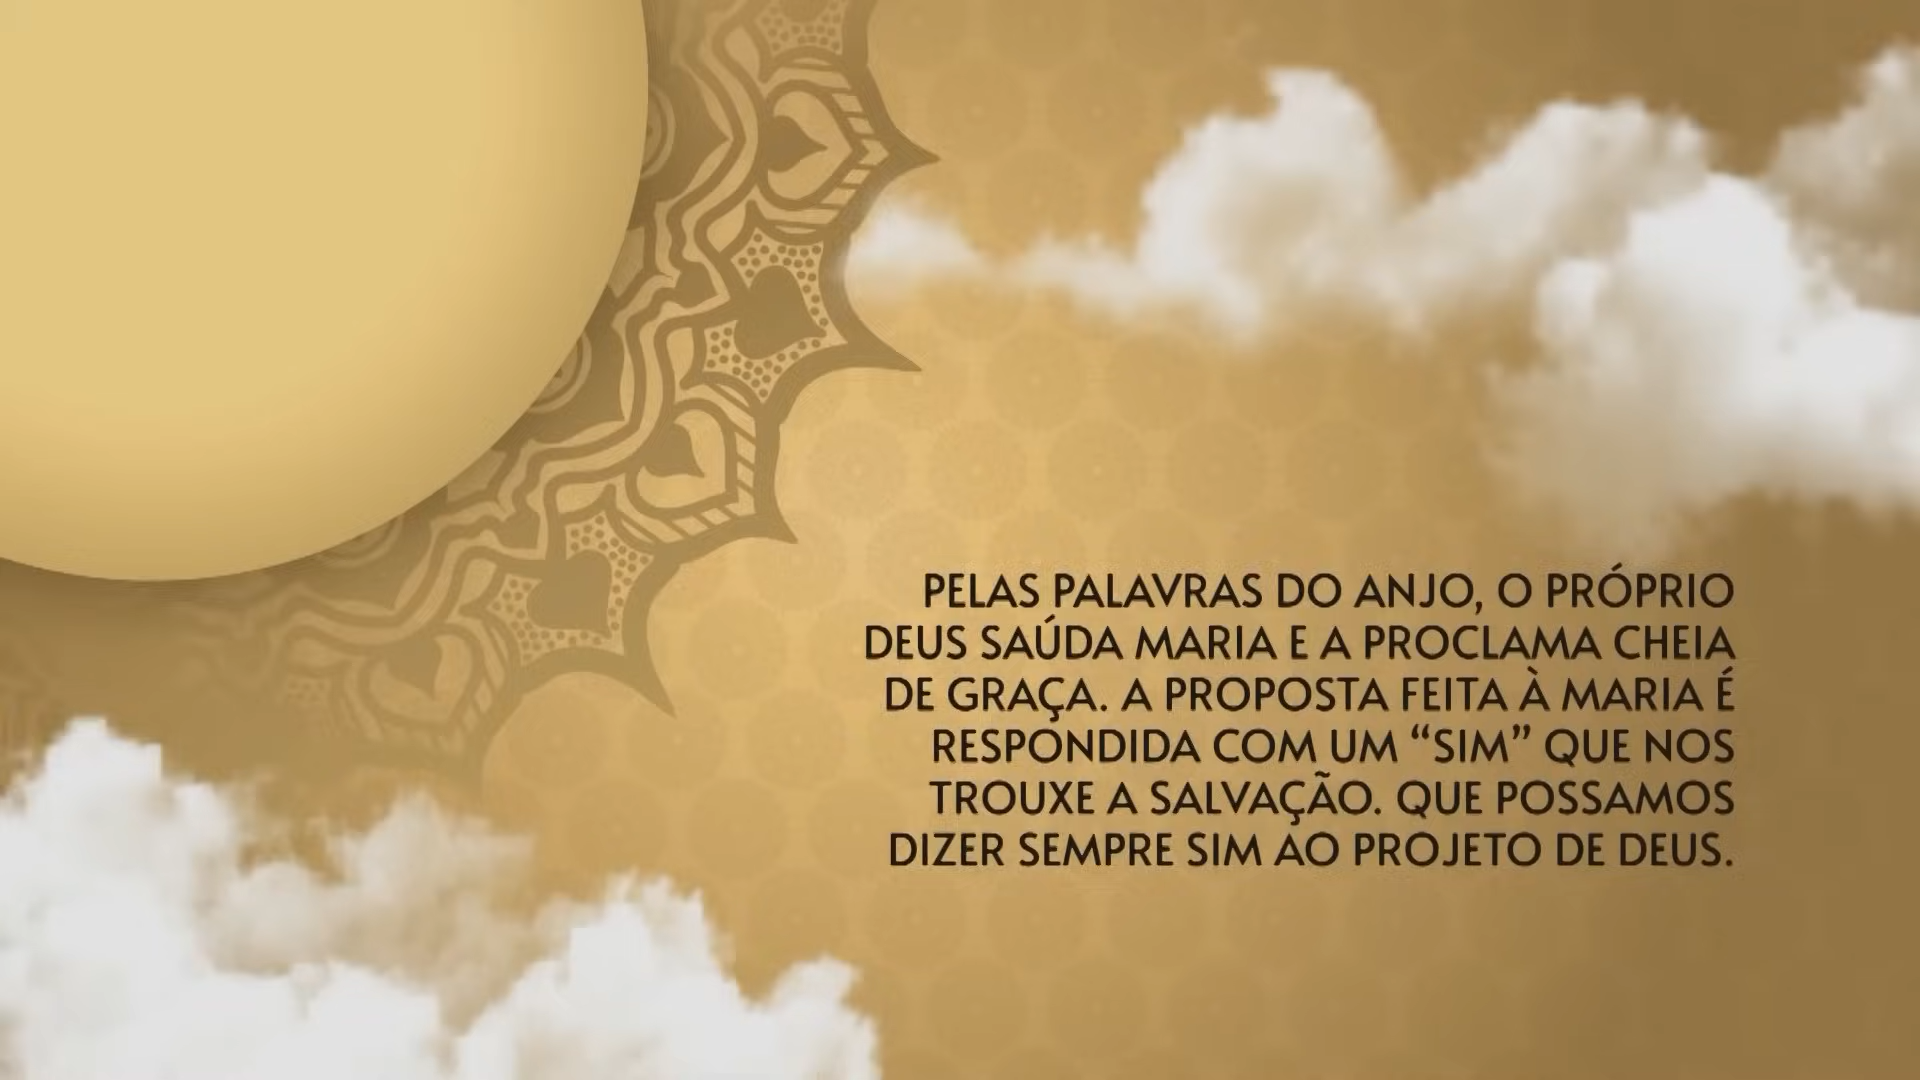 PELAS PALAVRAS DO ANJO, O PRÓPRIO
DEUS SAÚDA MARIA E A PROCLAMA CHEIA
DE GRAÇA. A PROPOSTA FEITA À MARIA É
RESPONDIDA COM UM “SIM” QUE NOS
TROUXE A SALVAÇÃO. QUE POSSAMOS
DIZER SEMPRE SIM AO PROJETO DE DEUS.